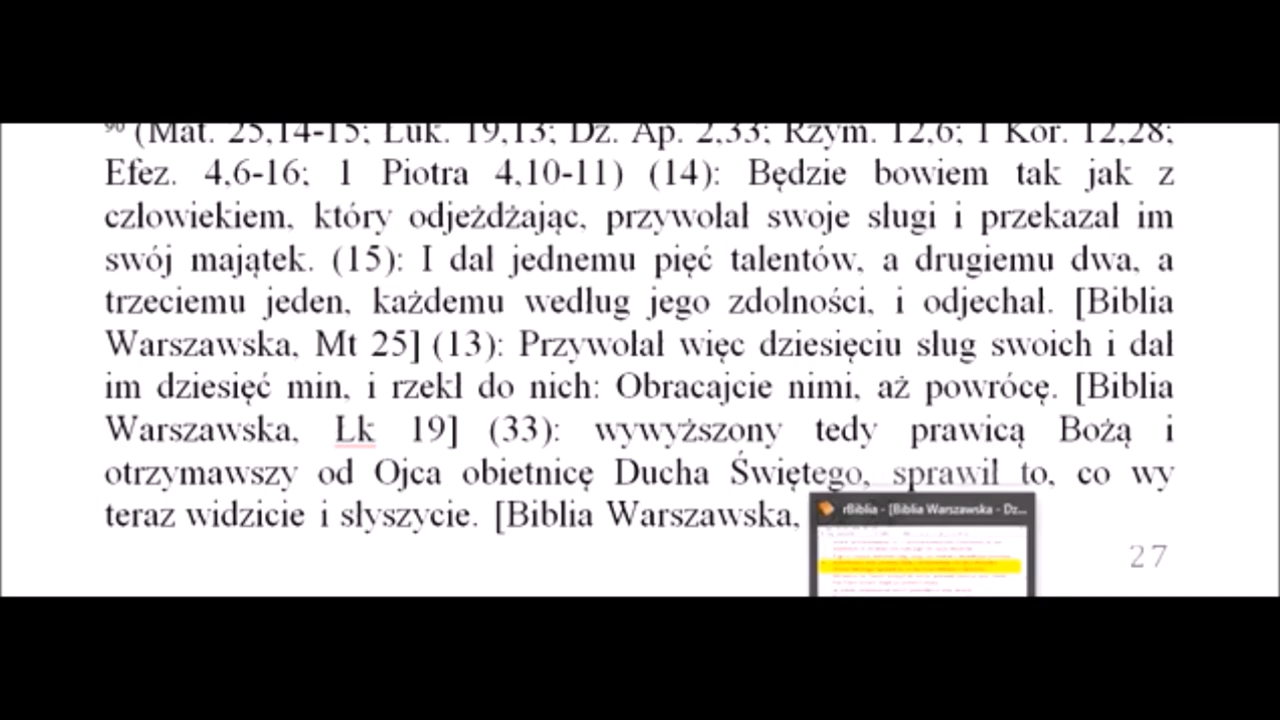 90 (Mat. 25,14-15; Łuk. 19,13; Dz. Ap. 2,33; Rzym. 12,6; 1 Kor. 12,28;
Efez. 4,6-16; 1 Piotra 4,10-11) (14): Będzie bowiem tak jak z
człowiekiem, który odjeżdżając, przywołał swoje sługi i przekazał im
swój majątek. (15): I dał jednemu pięć talentów, a drugiemu dwa, a
trzeciemu jeden, każdemu według jego zdolności, i odjechał. [Biblia
Warszawska, Mt 25] (13): Przywołał więc dziesięciu sług swoich i dał
im dziesięć min, i rzekł do nich: Obracajcie nimi, aż powrócę. [Biblia
Warszawska, Łk 19] (33): wywyższony tedy prawicą Bożą i
otrzymawszy od Ojca obietnicę Ducha Świętego, sprawił to, co wy
teraz widzicie i słyszycie. [Biblia Warszawska,
rBiblia - [Biblia Warszawska - Dz...
27